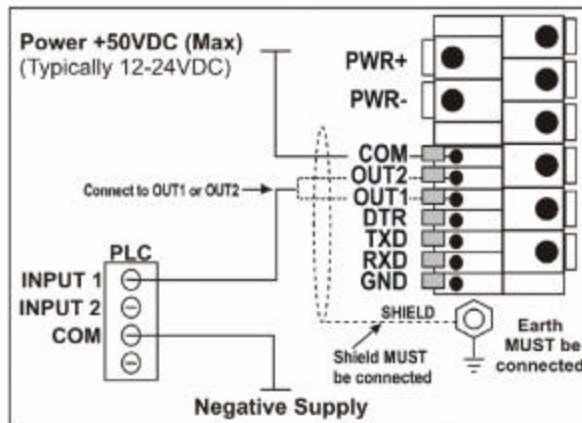 Power +50VDC (Max)
(Typically 12-24VDC)
PWR+
PWR-
COM
OUT2
OUT1
DTR
TXD
RXD
GND
Connect to OUT1 or OUT2
PLC
INPUT 1
INPUT 2
COM
SHIELD
Shield MUST
be connected
Earth
MUST be
connected
Negative Supply